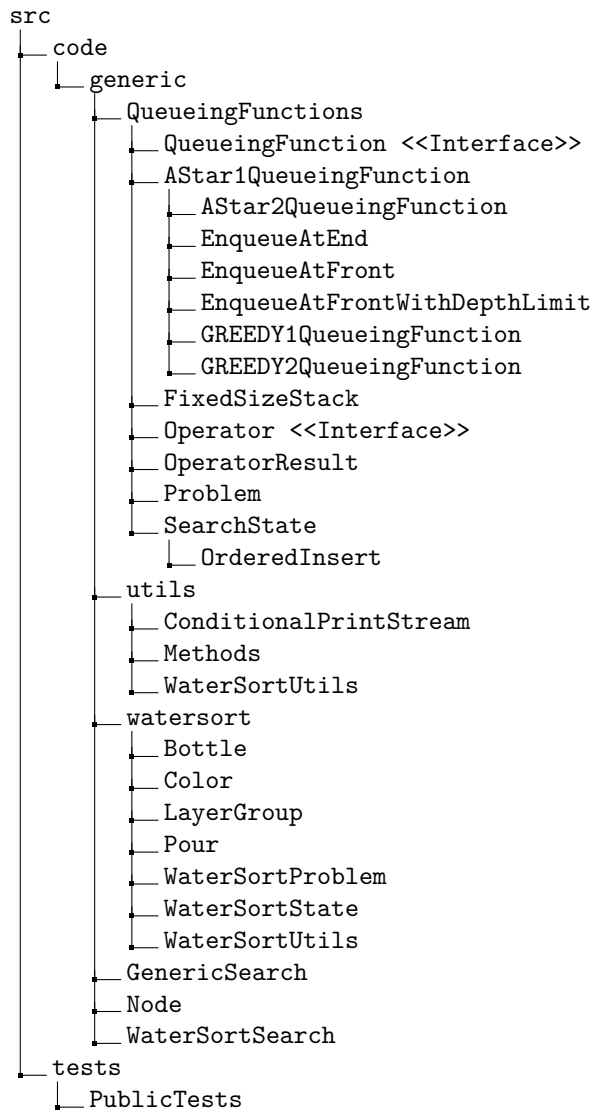 src
code
generic
QueueingFunctions
QueueingFunction <<Interface>>
AStar1QueueingFunction
AStar2QueueingFunction
EnqueueAtEnd
EnqueueAtFront
EnqueueAtFrontWithDepthLimit
GREEDY1QueueingFunction
GREEDY2QueueingFunction
FixedSizeStack
Operator <<Interface>>
OperatorResult
Problem
SearchState
OrderedInsert
utils
ConditionalPrintStream
Methods
WaterSortUtils
watersort
Bottle
Color
LayerGroup
Pour
WaterSortProblem
WaterSortState
WaterSortUtils
GenericSearch
Node
WaterSortSearch
tests
PublicTests